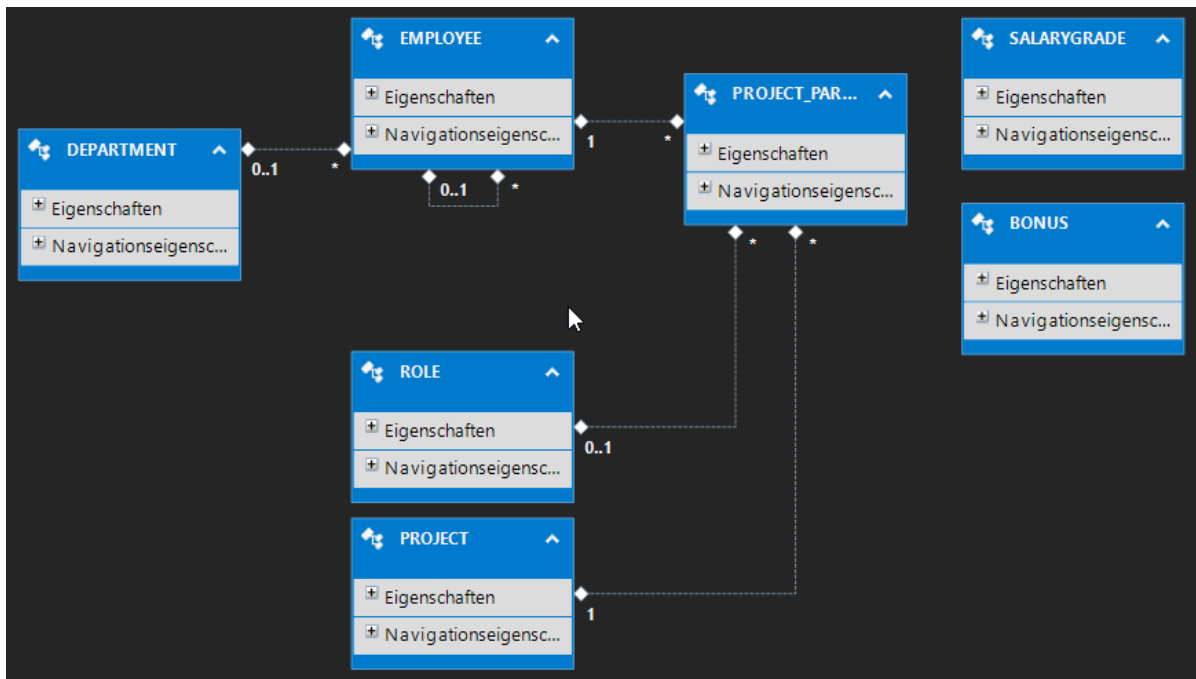 EMPLOYEE
Eigenschaften
Navigationseigensc...
SALARYGRADE
Eigenschaften
Navigationseigensc...
PROJECT_PAR...
Eigenschaften
Navigationseigensc...
1
*
DEPARTMENT
Eigenschaften
Navigationseigensc...
0..1
*
0..1
*
BONUS
Eigenschaften
Navigationseigensc...
*
*
ROLE
Eigenschaften
Navigationseigensc...
0..1
PROJECT
Eigenschaften
Navigationseigensc...
1